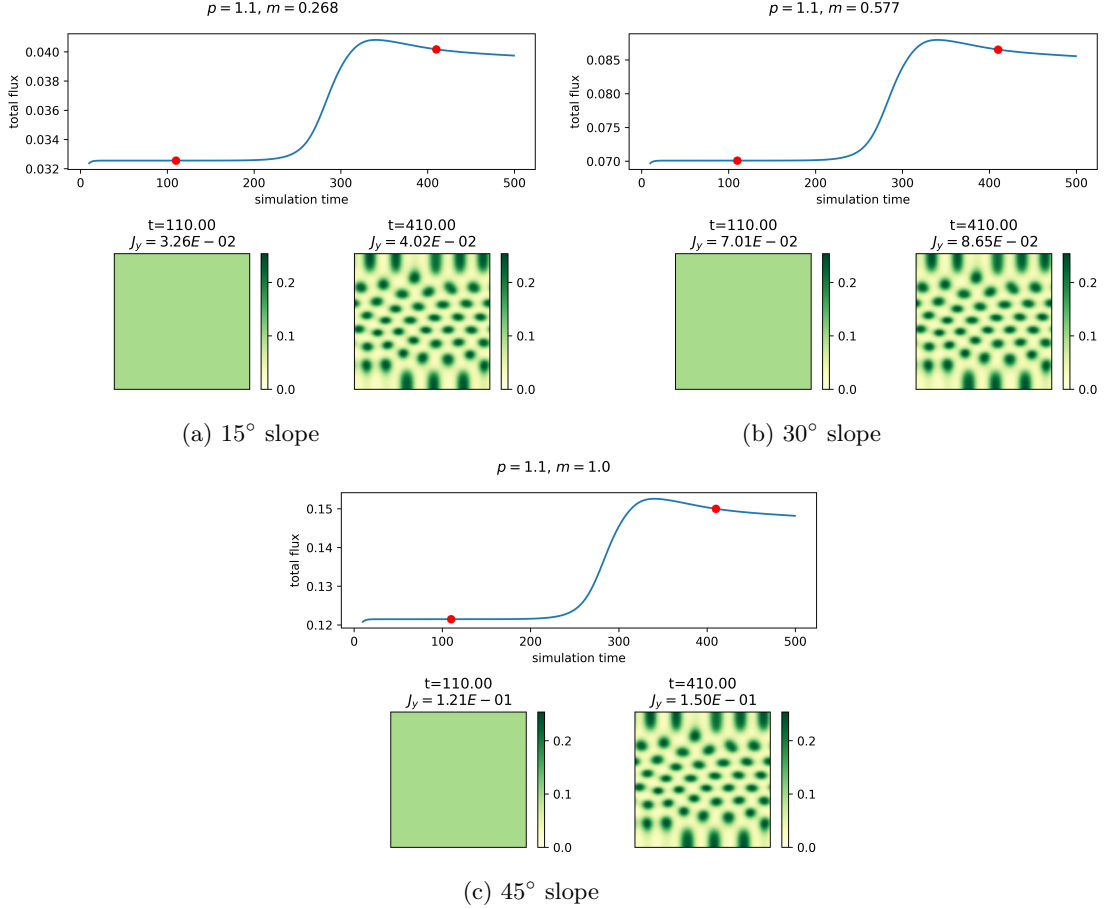 p = 1.1, m = 0.268
0.040
0.038
0.036
0.034
0.032
total flux
0 100 200 300 400 500
simulation time
t=110.00
J_y = 3.26E − 02
0.2
0.1
0.0
t=410.00
J_y = 4.02E − 02
0.2
0.1
0.0
(a) 15° slope
p = 1.1, m = 0.577
0.085
0.080
0.075
0.070
total flux
0 100 200 300 400 500
simulation time
t=110.00
J_y = 7.01E − 02
0.2
0.1
0.0
t=410.00
J_y = 8.65E − 02
0.2
0.1
0.0
(b) 30° slope
p = 1.1, m = 1.0
0.15
0.14
0.13
0.12
total flux
0 100 200 300 400 500
simulation time
t=110.00
J_y = 1.21E − 01
0.2
0.1
0.0
t=410.00
J_y = 1.50E − 01
0.2
0.1
0.0
(c) 45° slope